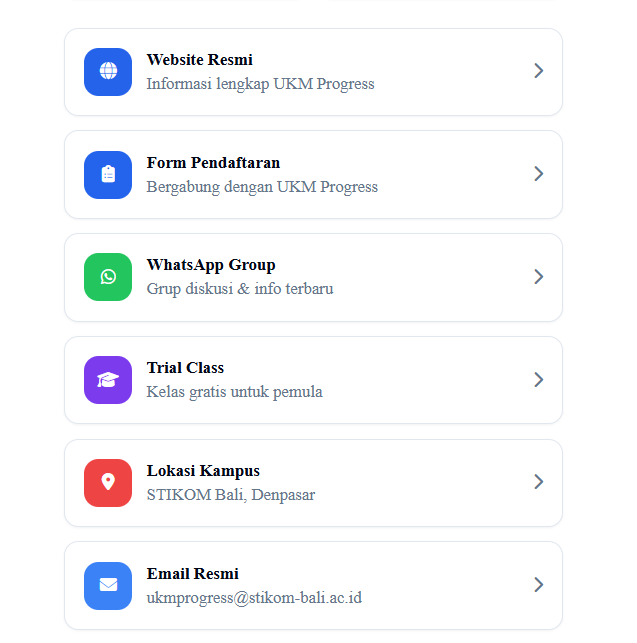 Website Resmi
Informasi lengkap UKM Progress
Form Pendaftaran
Bergabung dengan UKM Progress
WhatsApp Group
Grup diskusi & info terbaru
Trial Class
Kelas gratis untuk pemula
Lokasi Kampus
STIKOM Bali, Denpasar
Email Resmi
ukmprogress@stikom-bali.ac.id